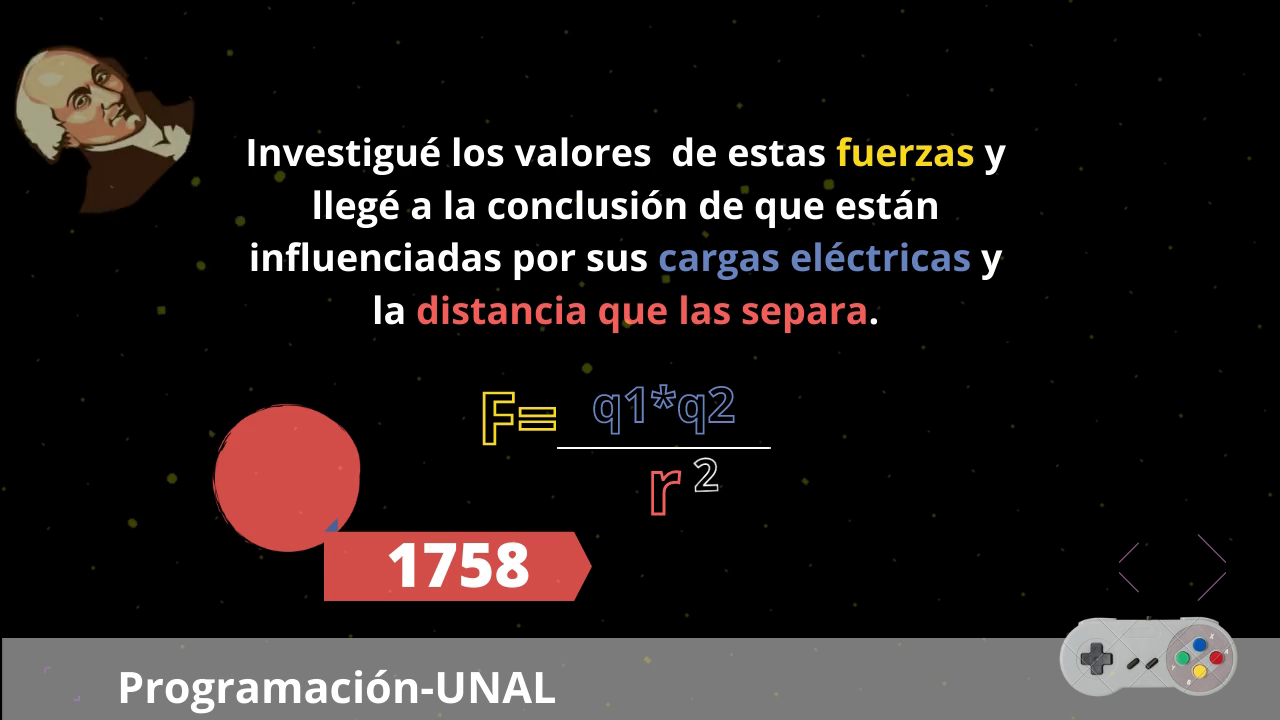 Investigué los valores de estas fuerzas y
llegé a la conclusión de que están
influenciadas por sus cargas eléctricas y
la distancia que las separa.
F= q1*q2
r 2
1758
Programación-UNAL